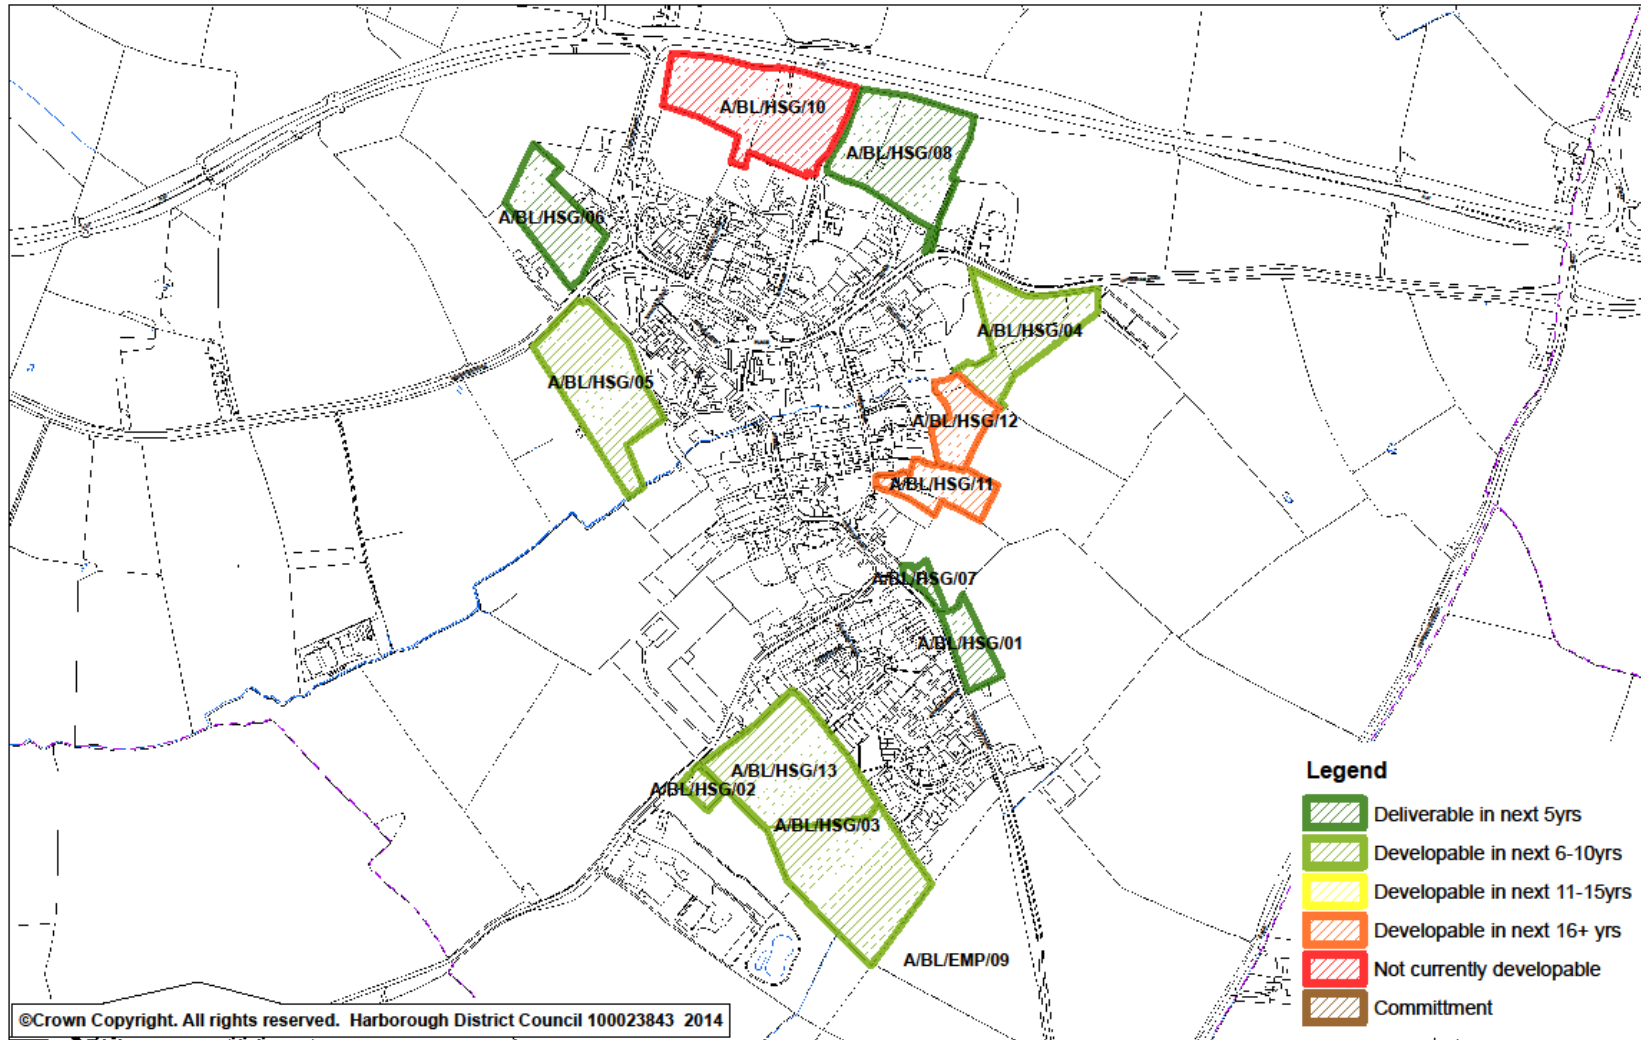 A/BL/HSG/10
A/BL/HSG/08
A/BL/HSG/06
A/BL/HSG/04
A/BL/HSG/05
A/BL/HSG/12
A/BL/HSG/11
A/BL/HSG/07
A/BL/HSG/01
A/BL/HSG/13
A/BL/HSG/02
A/BL/HSG/03
A/BL/EMP/09
Legend
Deliverable in next 5yrs
Developable in next 6-10yrs
Developable in next 11-15yrs
Developable in next 16+ yrs
Not currently developable
Committment
©Crown Copyright. All rights reserved. Harborough District Council 100023843 2014